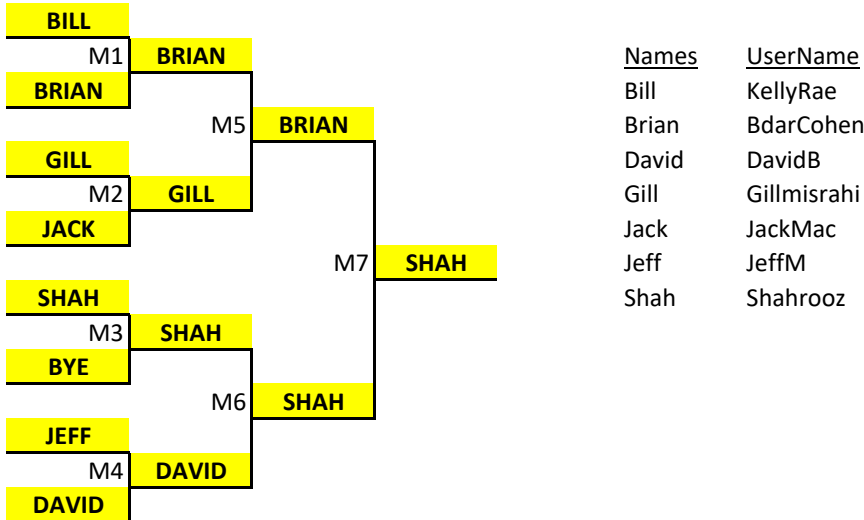 BILL
M1 BRIAN
BRIAN
M5 BRIAN
GILL
M2 GILL
JACK
M7 SHAH
SHAH
M3 SHAH
BYE
M6 SHAH
JEFF
M4 DAVID
DAVID
Names UserName
Bill KellyRae
Brian BdarCohen
David DavidB
Gill Gillmisrahi
Jack JackMac
Jeff JeffM
Shah Shahrooz